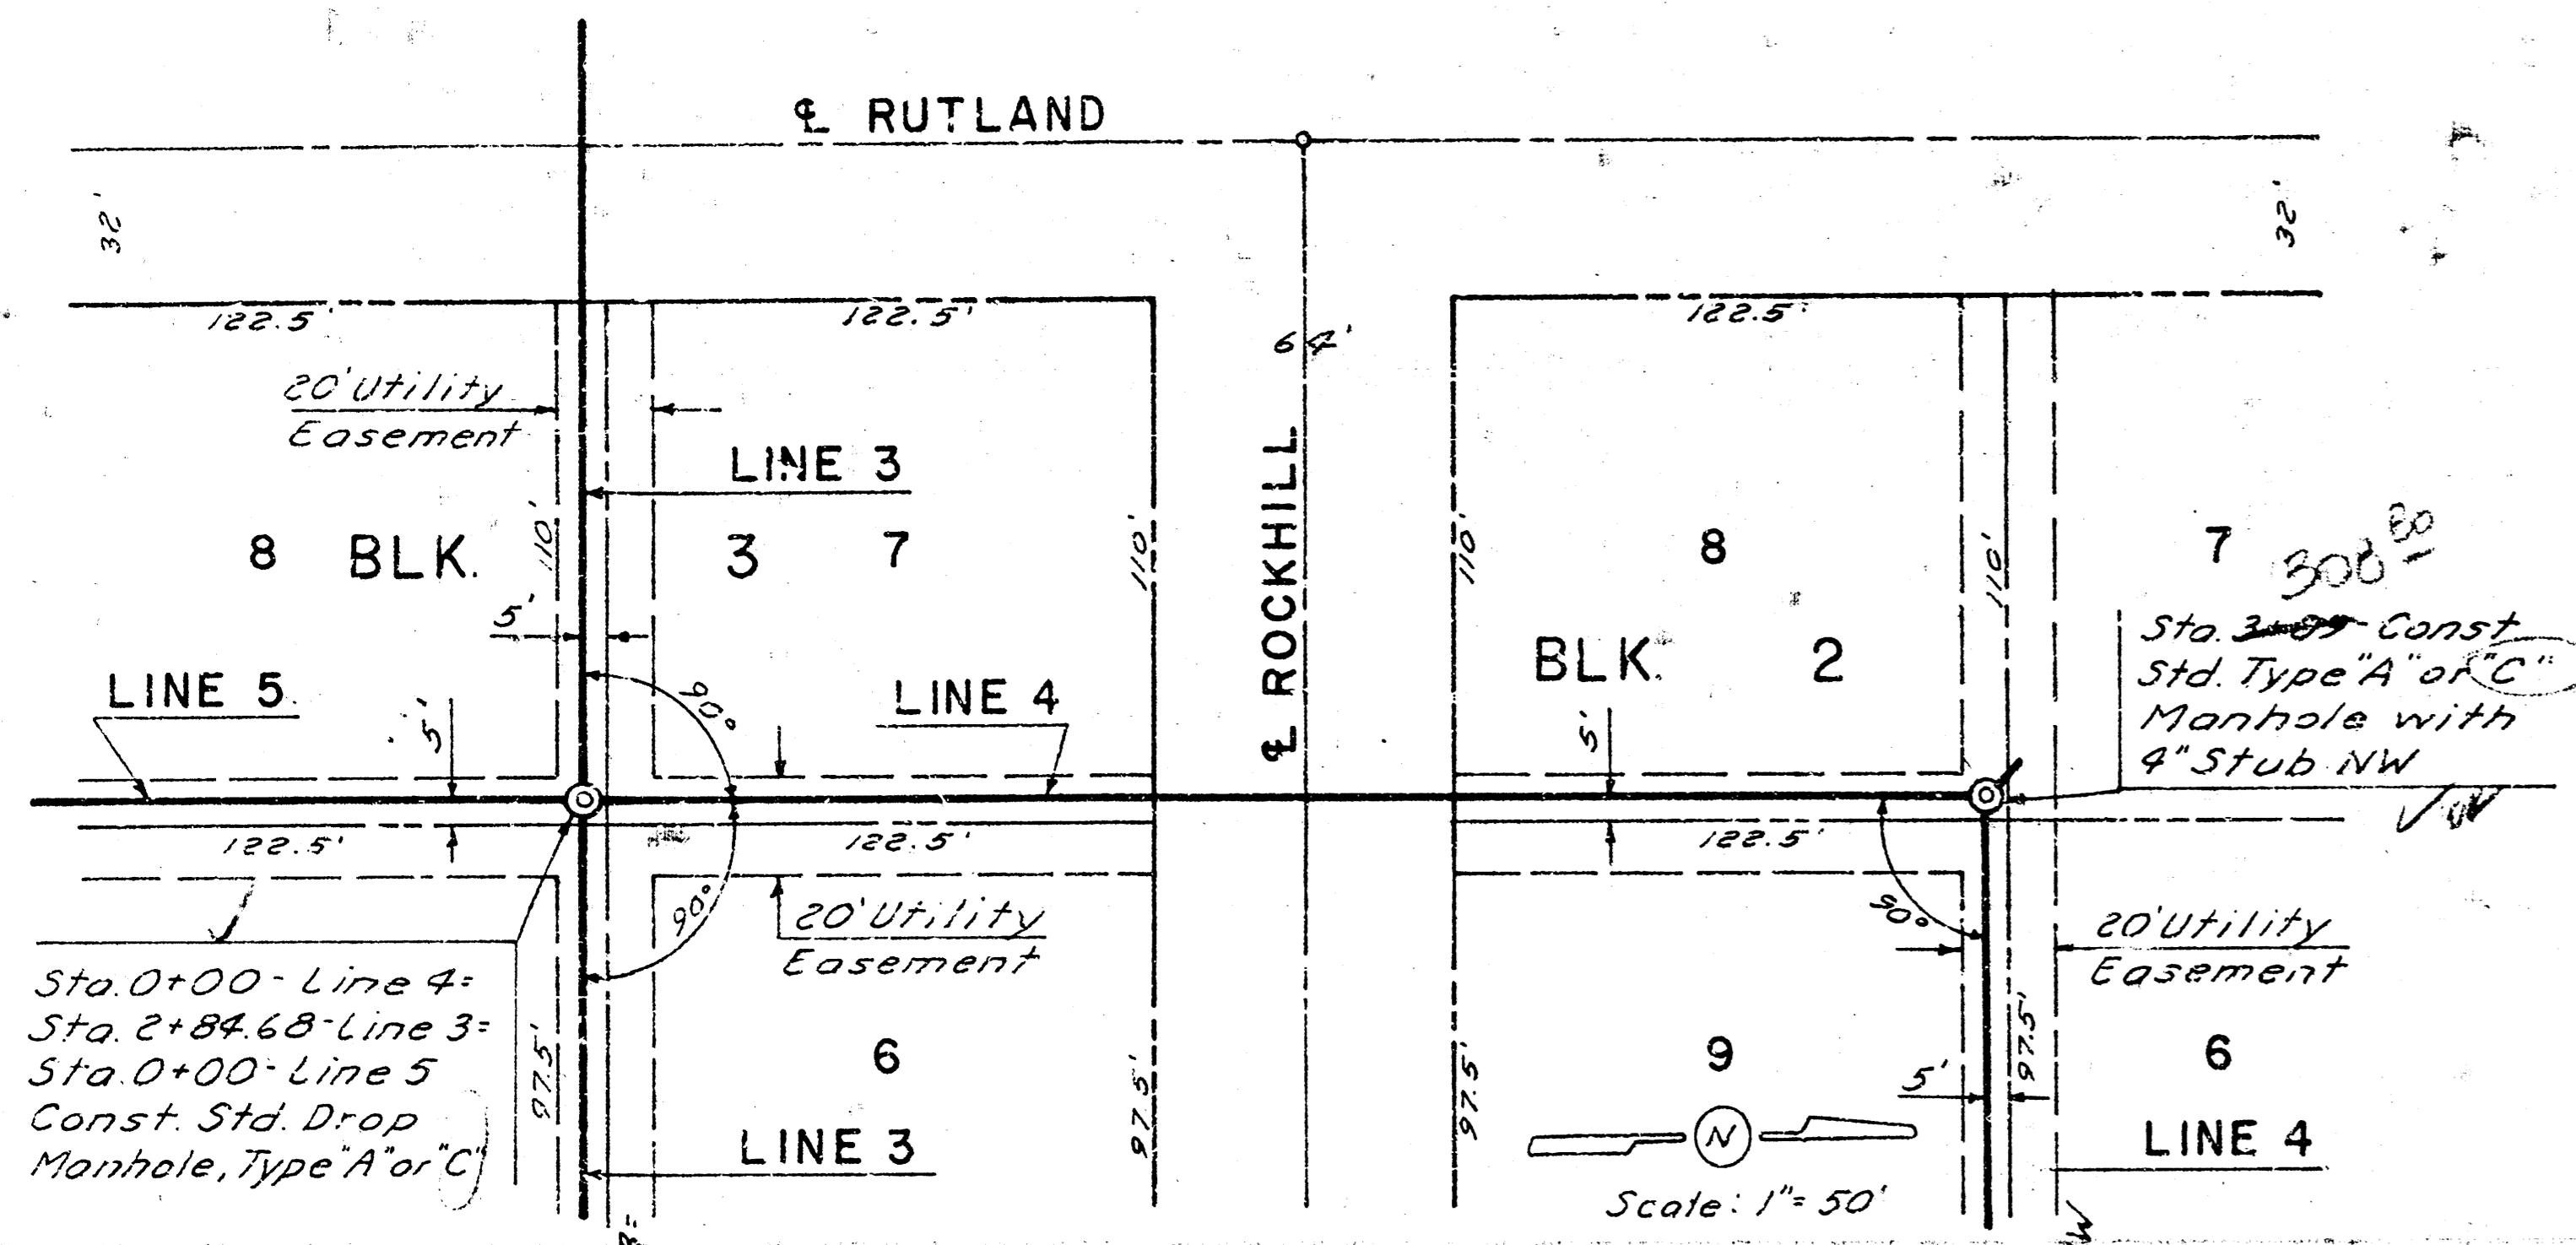 ℄ RUTLAND
32'
32'
122.5'
122.5'
122.5'
64'
20' Utility
Easement
LINE 3
℄ ROCKHILL
8 BLK. 3 7
110'
110'
110'
8
110'
7
308 80
5'
BLK. 2
Sta. Const
Std. Type "A" or "C"
Manhole with
4" Stub NW
LINE 5
5'
90°
LINE 4
5'
122.5'
122.5'
122.5'
90°
90°
20' Utility
Easement
20' Utility
Easement
Sta. 0+00 - Line 4=
Sta. 2+84.68 - Line 3=
Sta. 0+00 - Line 5
Const. Std. Drop
Manhole, Type "A" or "C"
97.5'
6
97.5'
97.5'
9
97.5'
6
5'
LINE 3
N
LINE 4
Scale: 1"= 50'